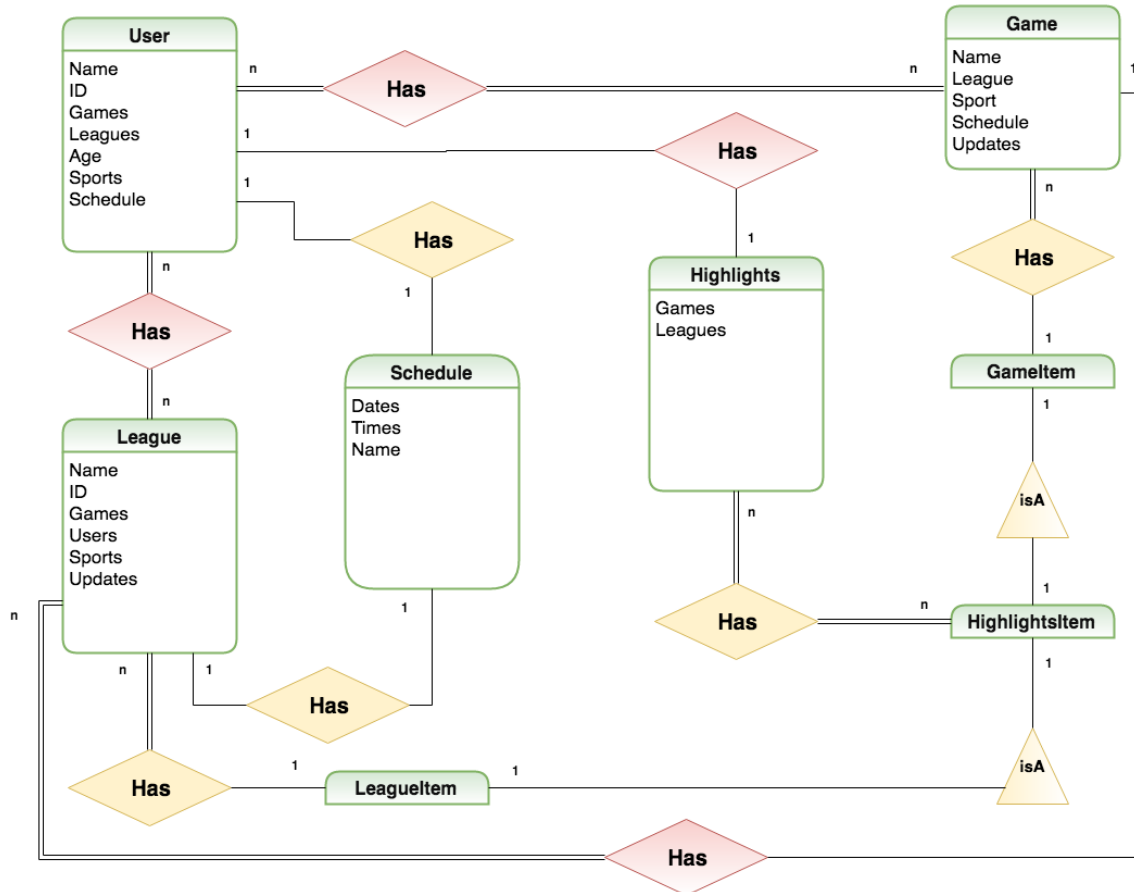 User
Name
ID
Games
Leagues
Age
Sports
Schedule
n
Has
n
Game
Name
League
Sport
Schedule
Updates
1
1
Has
1
1
Has
1
n
Has
n
n
Has
1
Highlights
Games
Leagues
Schedule
Dates
Times
Name
GameItem
1
isA
1
League
Name
ID
Games
Users
Sports
Updates
n
n
Has
n
HighlightsItem
1
isA
1
Has
1
n
Has
1
LeagueItem
1
n
Has